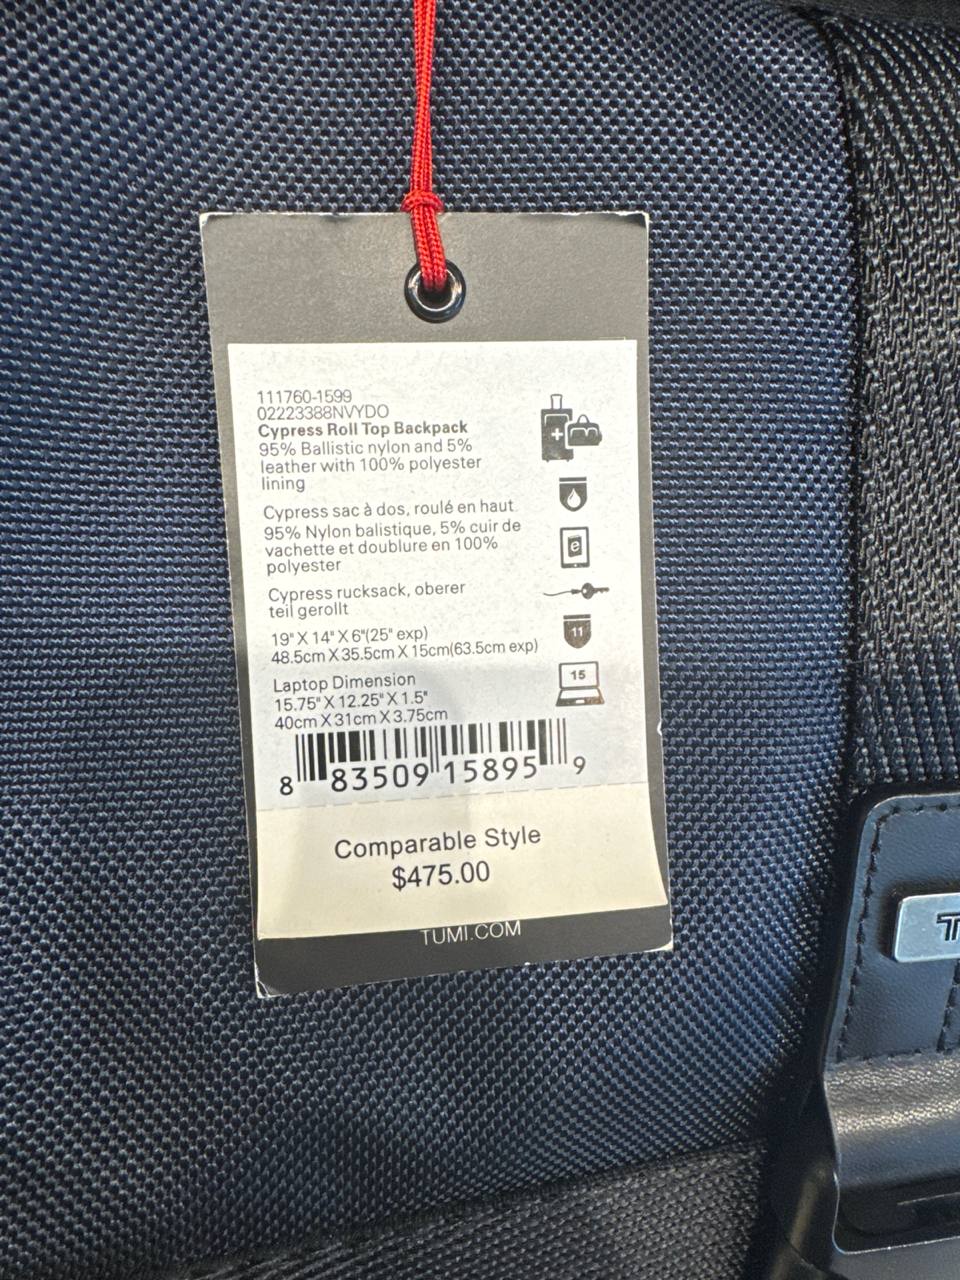 111760-1599
02223388NVYDO
Cypress Roll Top Backpack
95% Ballistic nylon and 5%
leather with 100% polyester
lining
Cypress sac à dos, roulé en haut
95% Nylon balistique, 5% cuir de
vachette et doublure en 100%
polyester
Cypress rucksack, oberer
teil gerollt
19" X 14" X 6"(25" exp)
48.5cm X 35.5cm X 15cm(63.5cm exp)
Laptop Dimension
15.75" X 12.25" X 1.5"
40cm X 31cm X 3.75cm
e
11
15
8 83509 15895 9
Comparable Style
$475.00
TUMI.COM
T